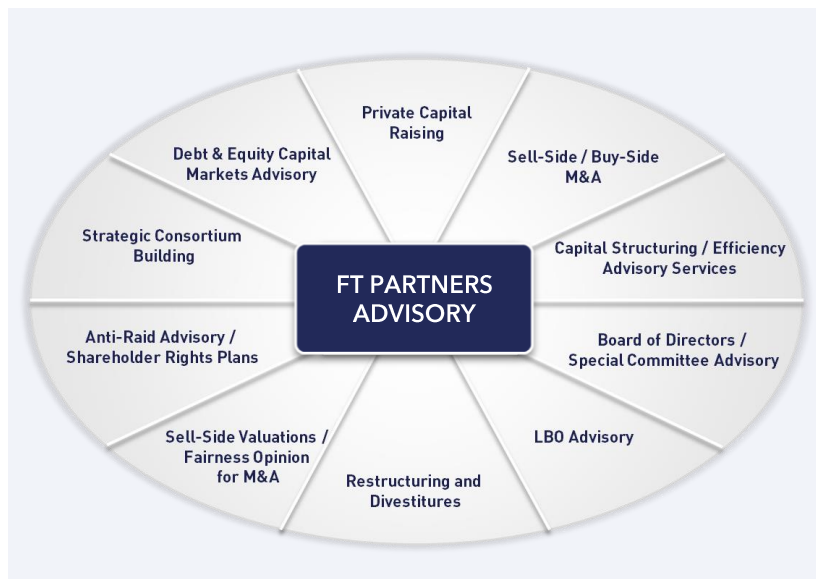 Private Capital
Raising
Sell-Side / Buy-Side
M&A
Capital Structuring / Efficiency
Advisory Services
Board of Directors /
Special Committee Advisory
LBO Advisory
Restructuring and
Divestitures
Sell-Side Valuations /
Fairness Opinion
for M&A
Anti-Raid Advisory /
Shareholder Rights Plans
Strategic Consortium
Building
Debt & Equity Capital
Markets Advisory
FT PARTNERS
ADVISORY